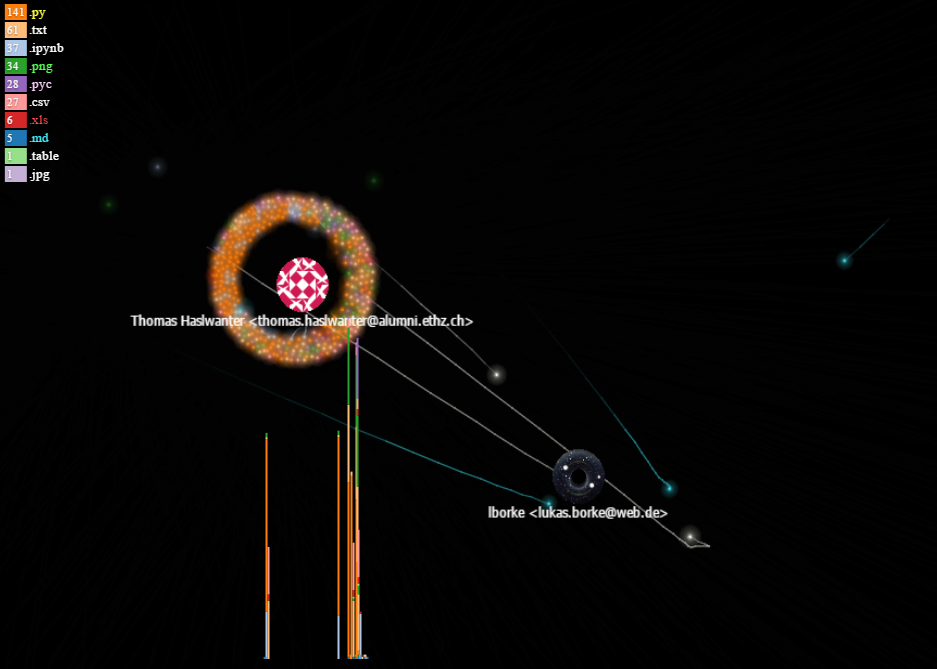 141 .py
61 .txt
37 .ipynb
34 .png
28 .pyc
27 .csv
6 .xls
5 .md
1 .table
1 .jpg
Thomas Haslwanter <thomas.haslwanter@alumni.ethz.ch>
lborke <lukas.borke@web.de>